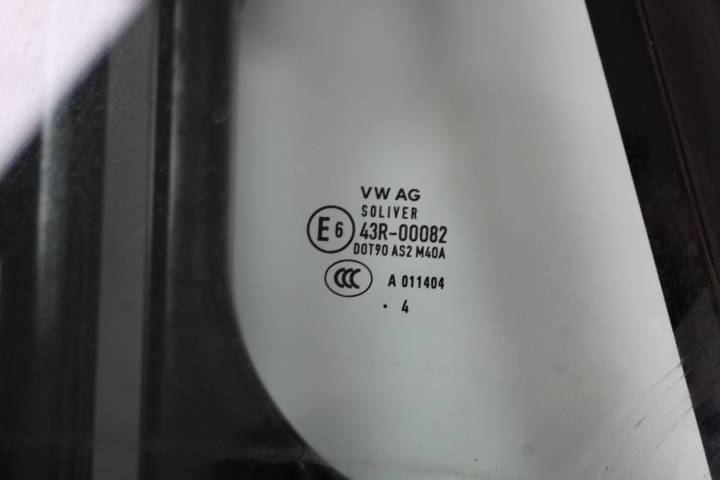 VW AG
SOLIVER
E6 43R-00082
DOT90 AS2 M40A
CCC A 011404
. 4